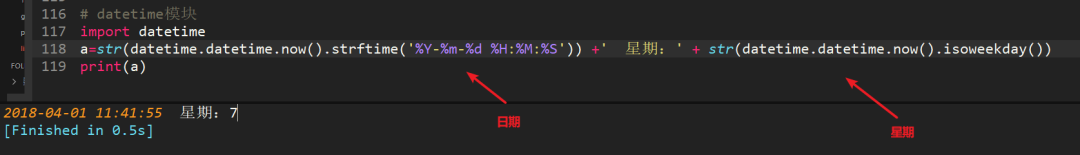 116 # datetime模块
117 import datetime
118 a=str(datetime.datetime.now().strftime('%Y-%m-%d %H:%M:%S')) +'  星期：' + str(datetime.datetime.now().isoweekday())
119 print(a)
FOL
2018-04-01 11:41:55  星期：7
[Finished in 0.5s]
日期
星期